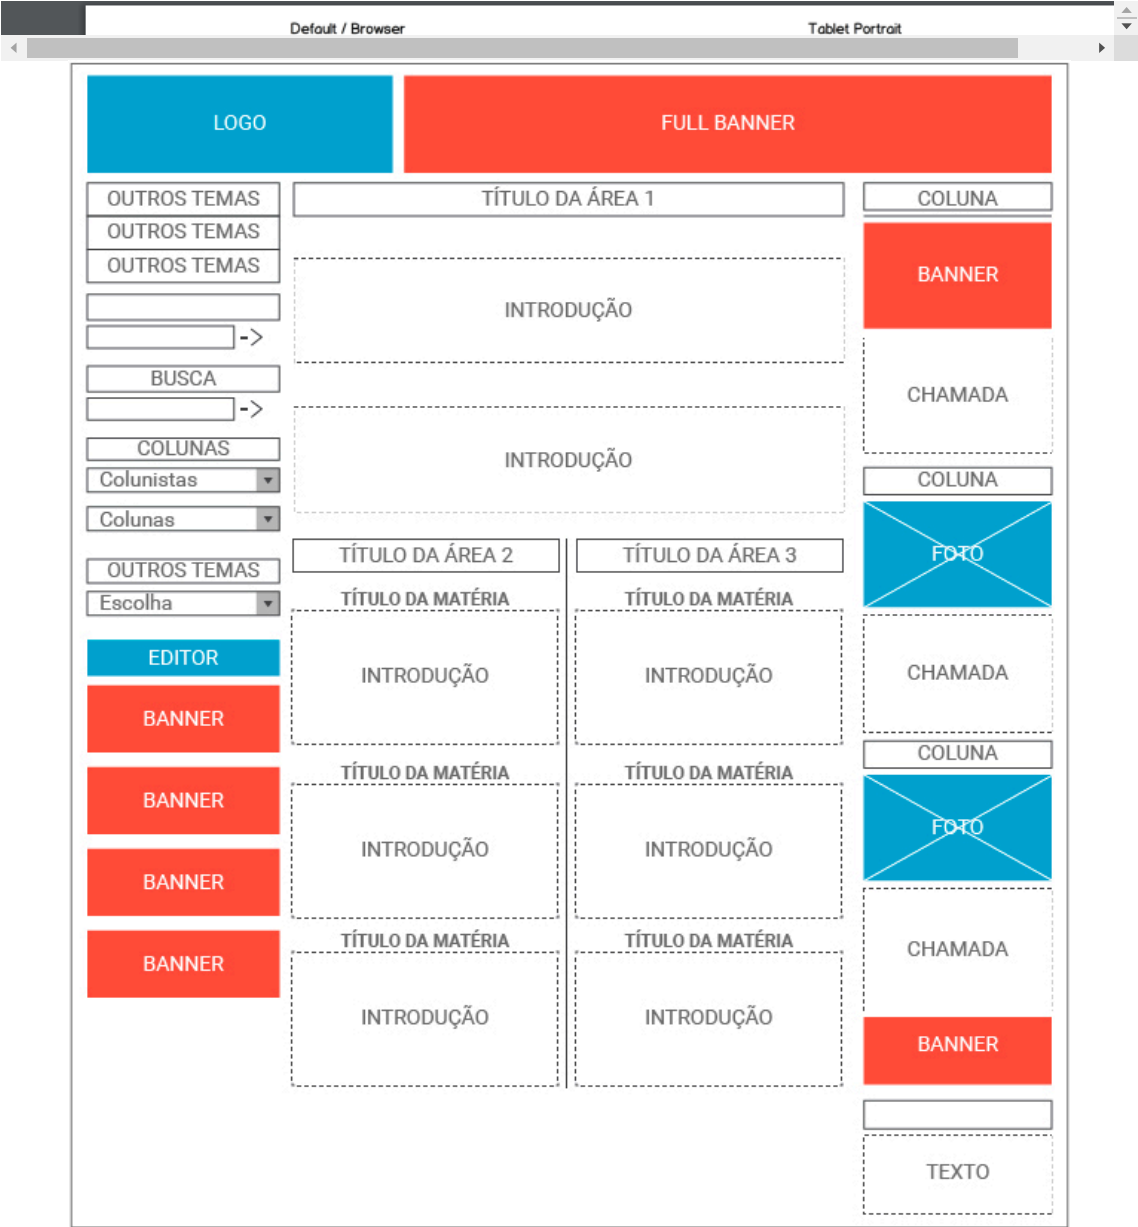 Default / Browser
Tablet Portrait
LOGO
FULL BANNER
OUTROS TEMAS
OUTROS TEMAS
OUTROS TEMAS
->
BUSCA
->
COLUNAS
Colunistas
Colunas
OUTROS TEMAS
Escolha
EDITOR
BANNER
BANNER
BANNER
BANNER
TÍTULO DA ÁREA 1
INTRODUÇÃO
INTRODUÇÃO
TÍTULO DA ÁREA 2
TÍTULO DA MATÉRIA
INTRODUÇÃO
TÍTULO DA MATÉRIA
INTRODUÇÃO
TÍTULO DA MATÉRIA
INTRODUÇÃO
TÍTULO DA ÁREA 3
TÍTULO DA MATÉRIA
INTRODUÇÃO
TÍTULO DA MATÉRIA
INTRODUÇÃO
TÍTULO DA MATÉRIA
INTRODUÇÃO
COLUNA
BANNER
CHAMADA
COLUNA
FOTO
CHAMADA
COLUNA
FOTO
CHAMADA
BANNER
TEXTO